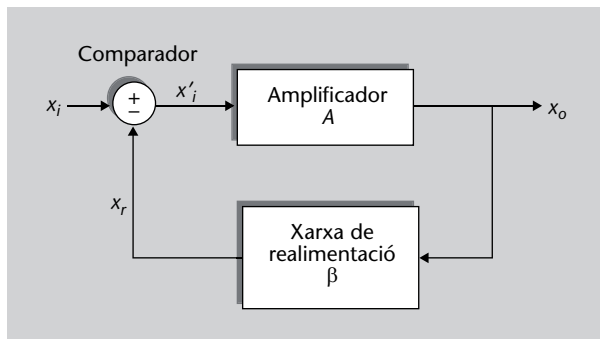 Comparador
x_i
±
−
x'_i
Amplificador
A
x_o
x_r
Xarxa de
realimentació
β